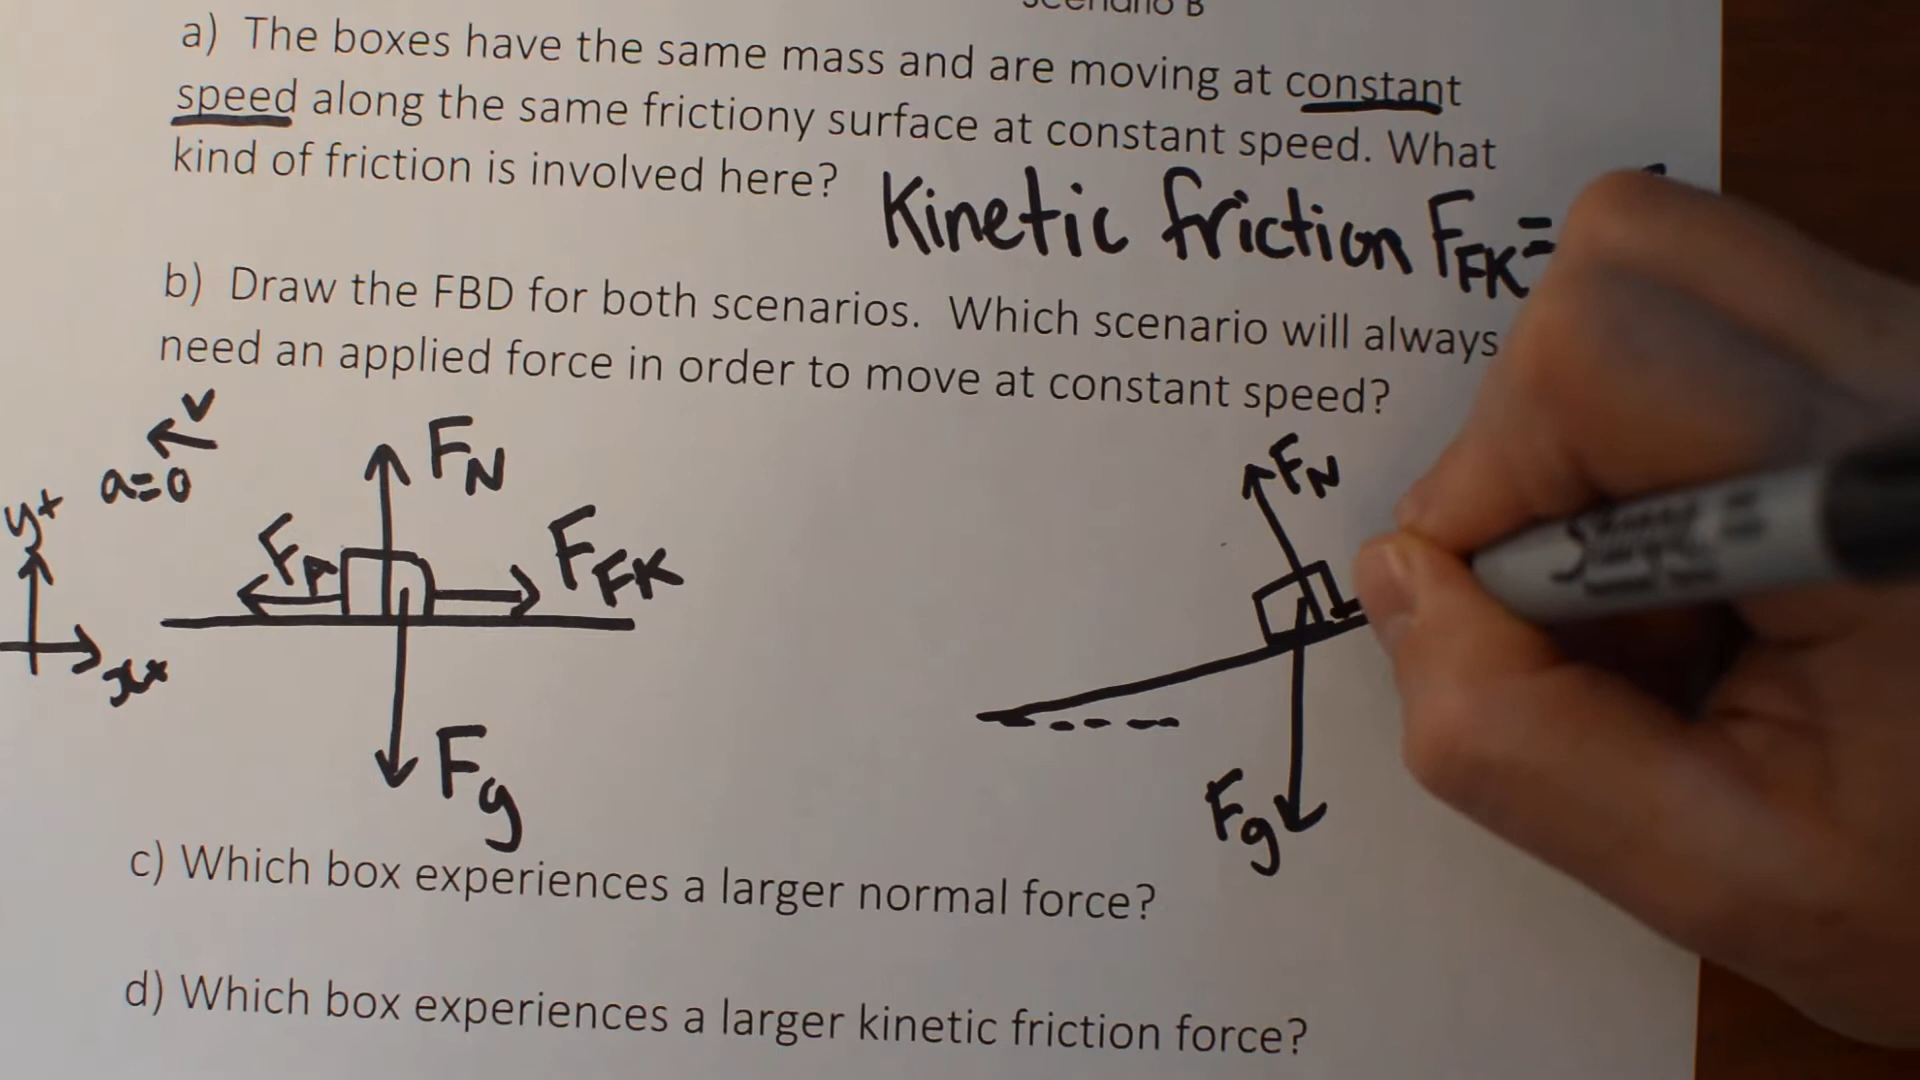 Scenario B
a) The boxes have the same mass and are moving at constant
speed along the same frictiony surface at constant speed. What
kind of friction is involved here? Kinetic friction FFK=
b) Draw the FBD for both scenarios. Which scenario will always
need an applied force in order to move at constant speed?
v
a=0
y+
x+
FN
FA
FFK
Fg
FN
Fg
c) Which box experiences a larger normal force?
d) Which box experiences a larger kinetic friction force?